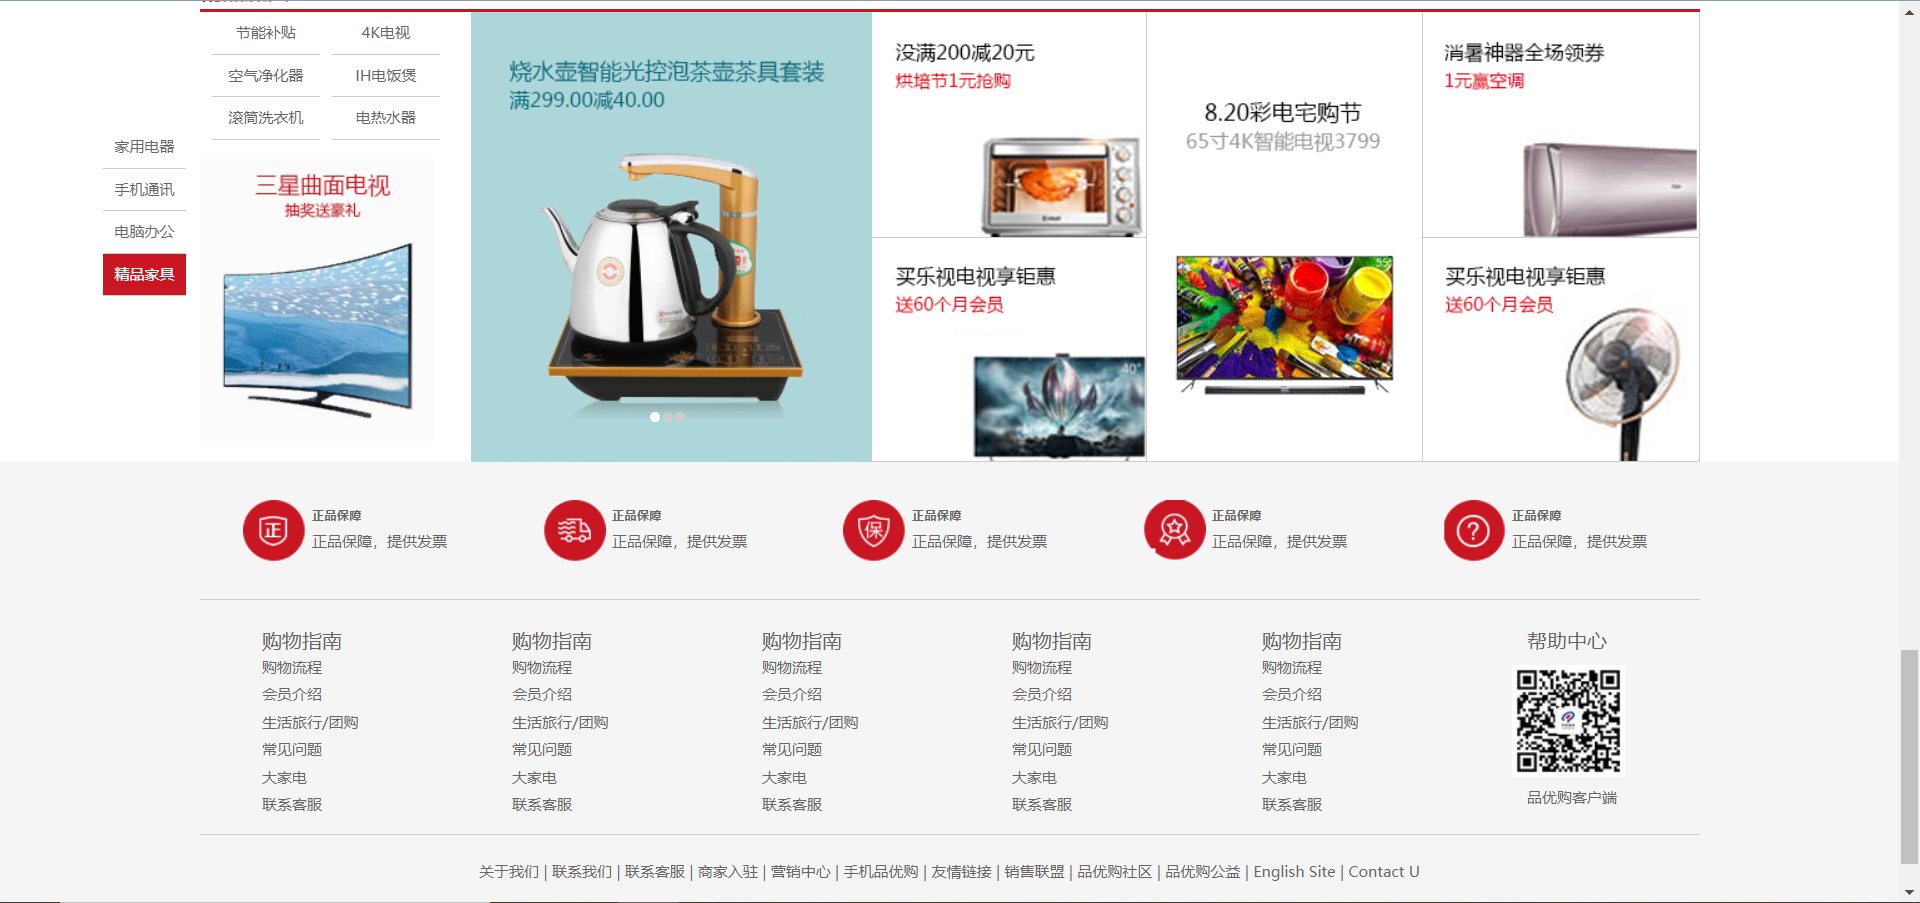 节能补贴
4K电视
空气净化器
IH电饭煲
滚筒洗衣机
电热水器
家用电器
手机通讯
电脑办公
精品家具
三星曲面电视
抽奖送豪礼
烧水壶智能光控泡茶壶茶具套装
满299.00减40.00
没满200减20元
烘培节1元抢购
买乐视电视享钜惠
送60个月会员
40"
8.20彩电宅购节
65寸4K智能电视3799
55"
消暑神器全场领券
1元赢空调
买乐视电视享钜惠
送60个月会员
正
正品保障
正品保障，提供发票
正品保障
正品保障，提供发票
保
正品保障
正品保障，提供发票
正品保障
正品保障，提供发票
?
正品保障
正品保障，提供发票
购物指南
购物流程
会员介绍
生活旅行/团购
常见问题
大家电
联系客服
购物指南
购物流程
会员介绍
生活旅行/团购
常见问题
大家电
联系客服
购物指南
购物流程
会员介绍
生活旅行/团购
常见问题
大家电
联系客服
购物指南
购物流程
会员介绍
生活旅行/团购
常见问题
大家电
联系客服
购物指南
购物流程
会员介绍
生活旅行/团购
常见问题
大家电
联系客服
帮助中心
品优购客户端
关于我们 | 联系我们 | 联系客服 | 商家入驻 | 营销中心 | 手机品优购 | 友情链接 | 销售联盟 | 品优购社区 | 品优购公益 | English Site | Contact U